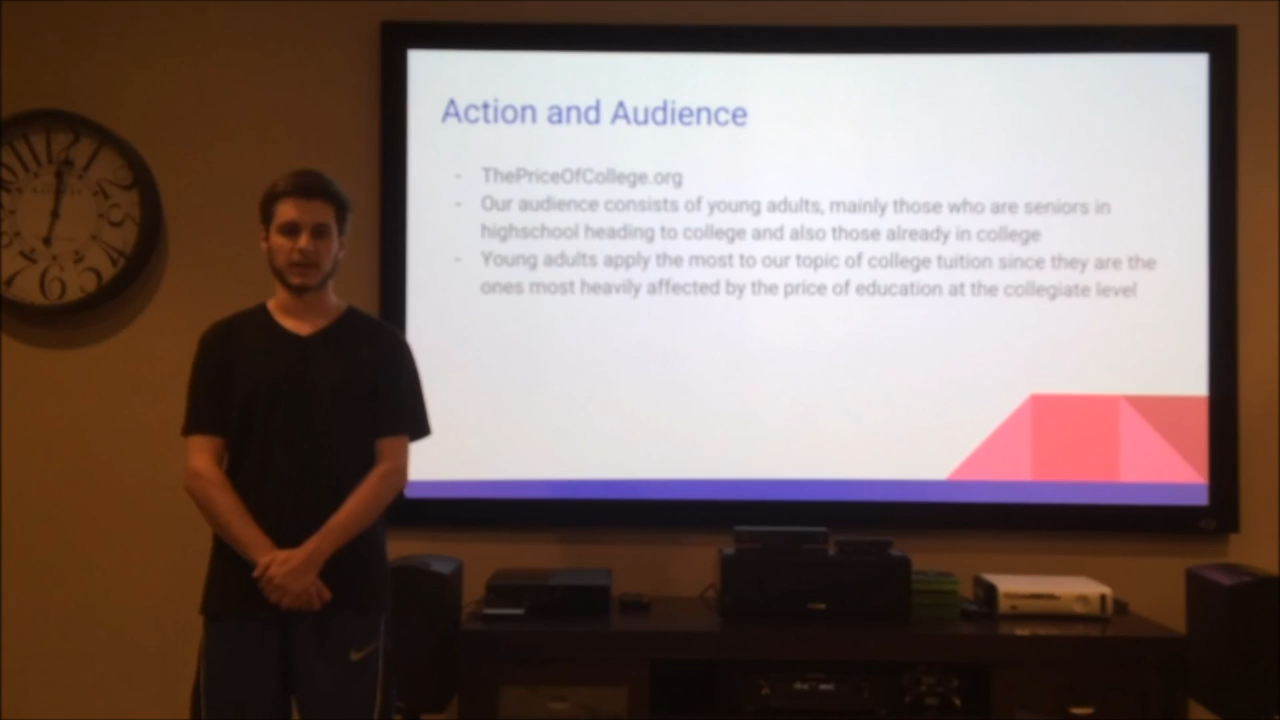 Action and Audience
- ThePriceOfCollege.org
- Our audience consists of young adults, mainly those who are seniors in
highschool heading to college and also those already in college
- Young adults apply the most to our topic of college tuition since they are the
ones most heavily affected by the price of education at the collegiate level